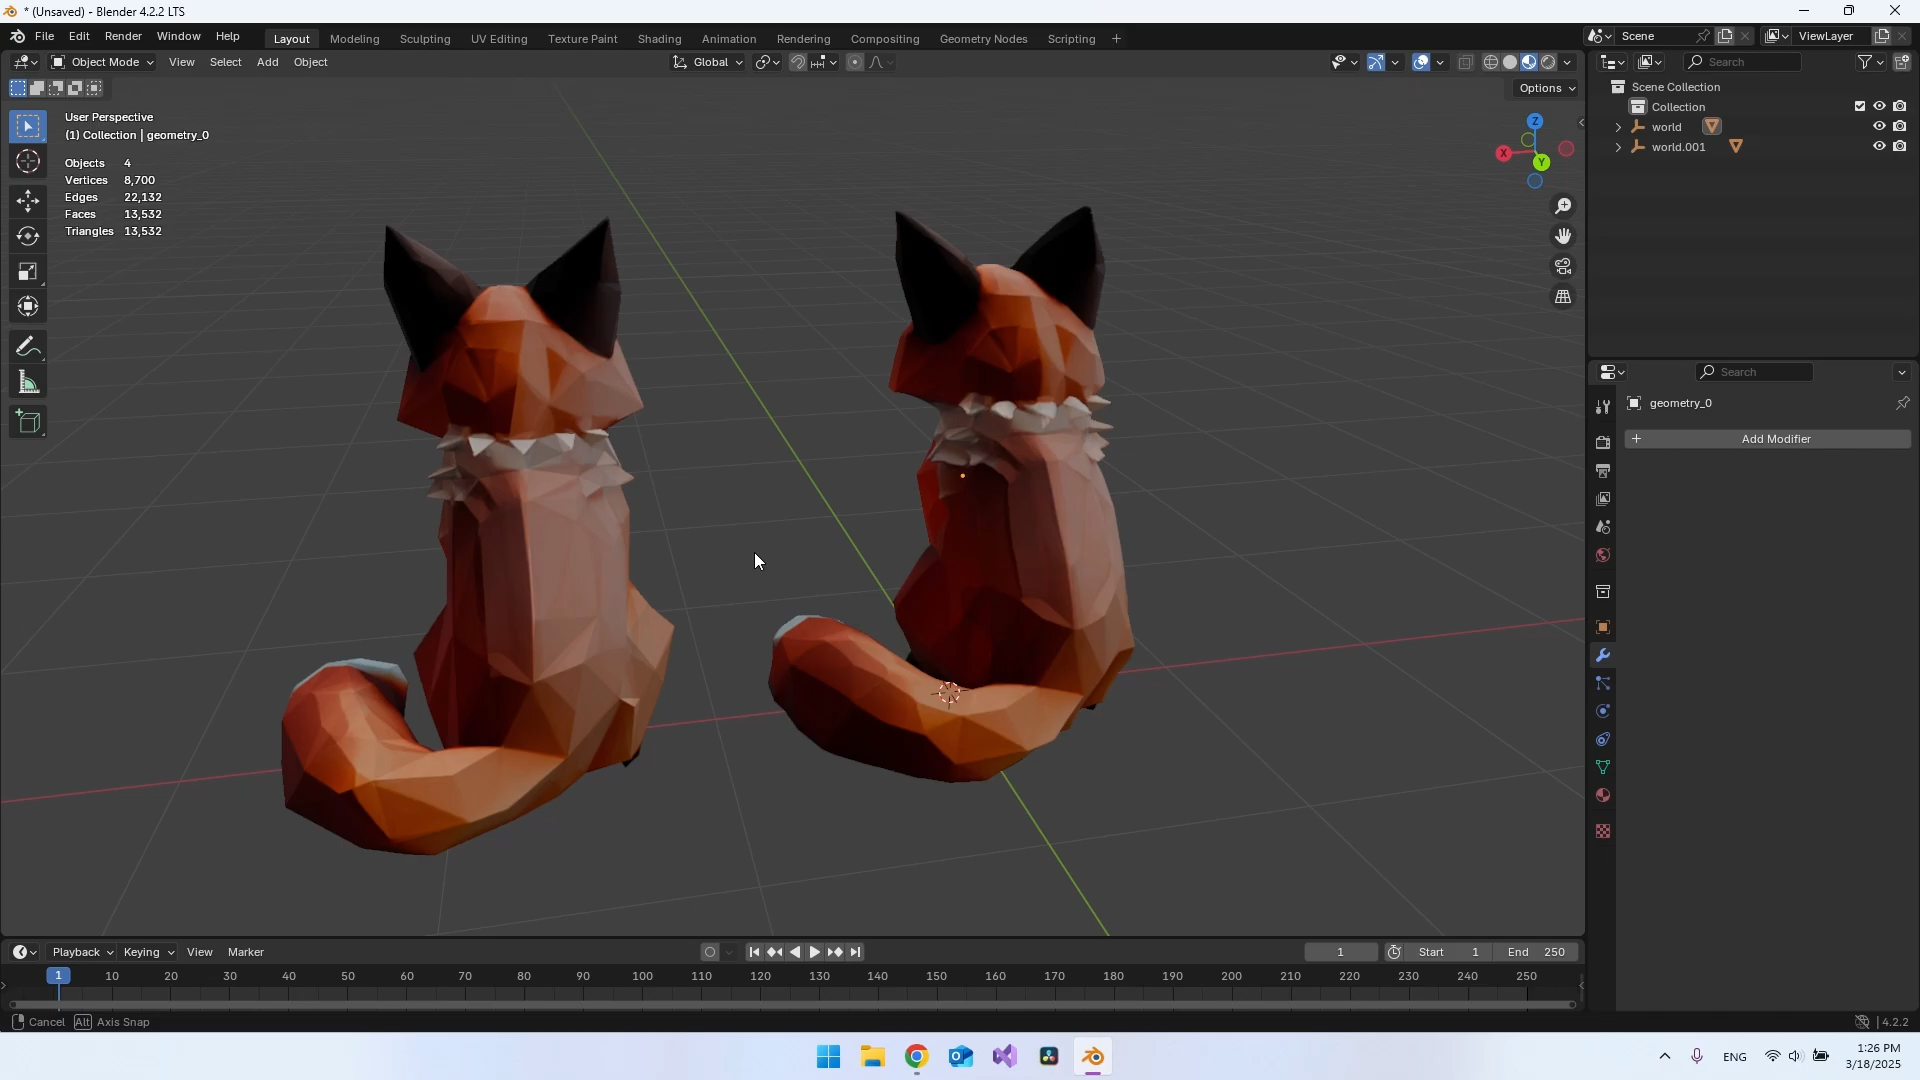 * (Unsaved) - Blender 4.2.2 LTS
File Edit Render Window Help Layout Modeling Sculpting UV Editing Texture Paint Shading Animation Rendering Compositing Geometry Nodes Scripting + Scene ViewLayer
Object Mode View Select Add Object Global Search
Options
Scene Collection
Collection
world
world.001
User Perspective
(1) Collection | geometry_0
Objects 4
Vertices 8,700
Edges 22,132
Faces 13,532
Triangles 13,532
Z
X
Y
Search
geometry_0
+ Add Modifier
Playback Keying View Marker 1 Start 1 End 250
1 10 20 30 40 50 60 70 80 90 100 110 120 130 140 150 160 170 180 190 200 210 220 230 240 250
Cancel Alt Axis Snap 4.2.2
ENG
1:26 PM
3/18/2025